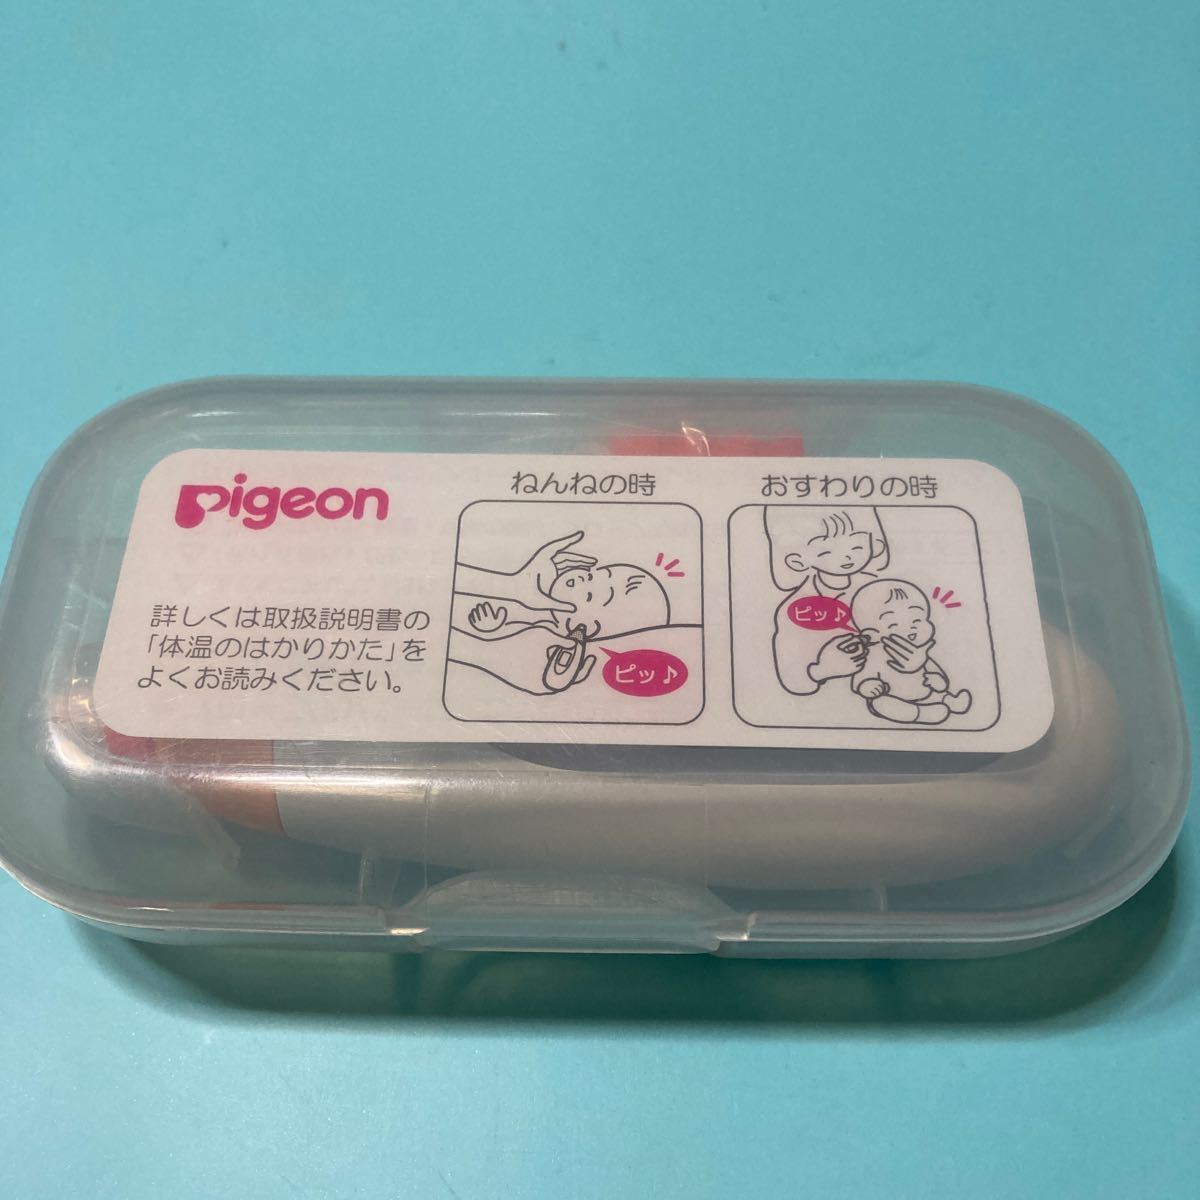 pigeon
詳しくは取扱説明書の
「体温のはかりかた」を
よくお読みください。
ねんねの時
ピッ♪
おすわりの時
ピッ♪